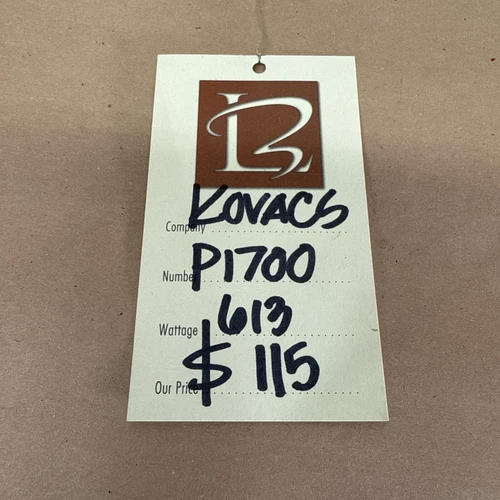 LB
KOVACS
Company
P1700
Number
613
Wattage
$ 115
Our Price